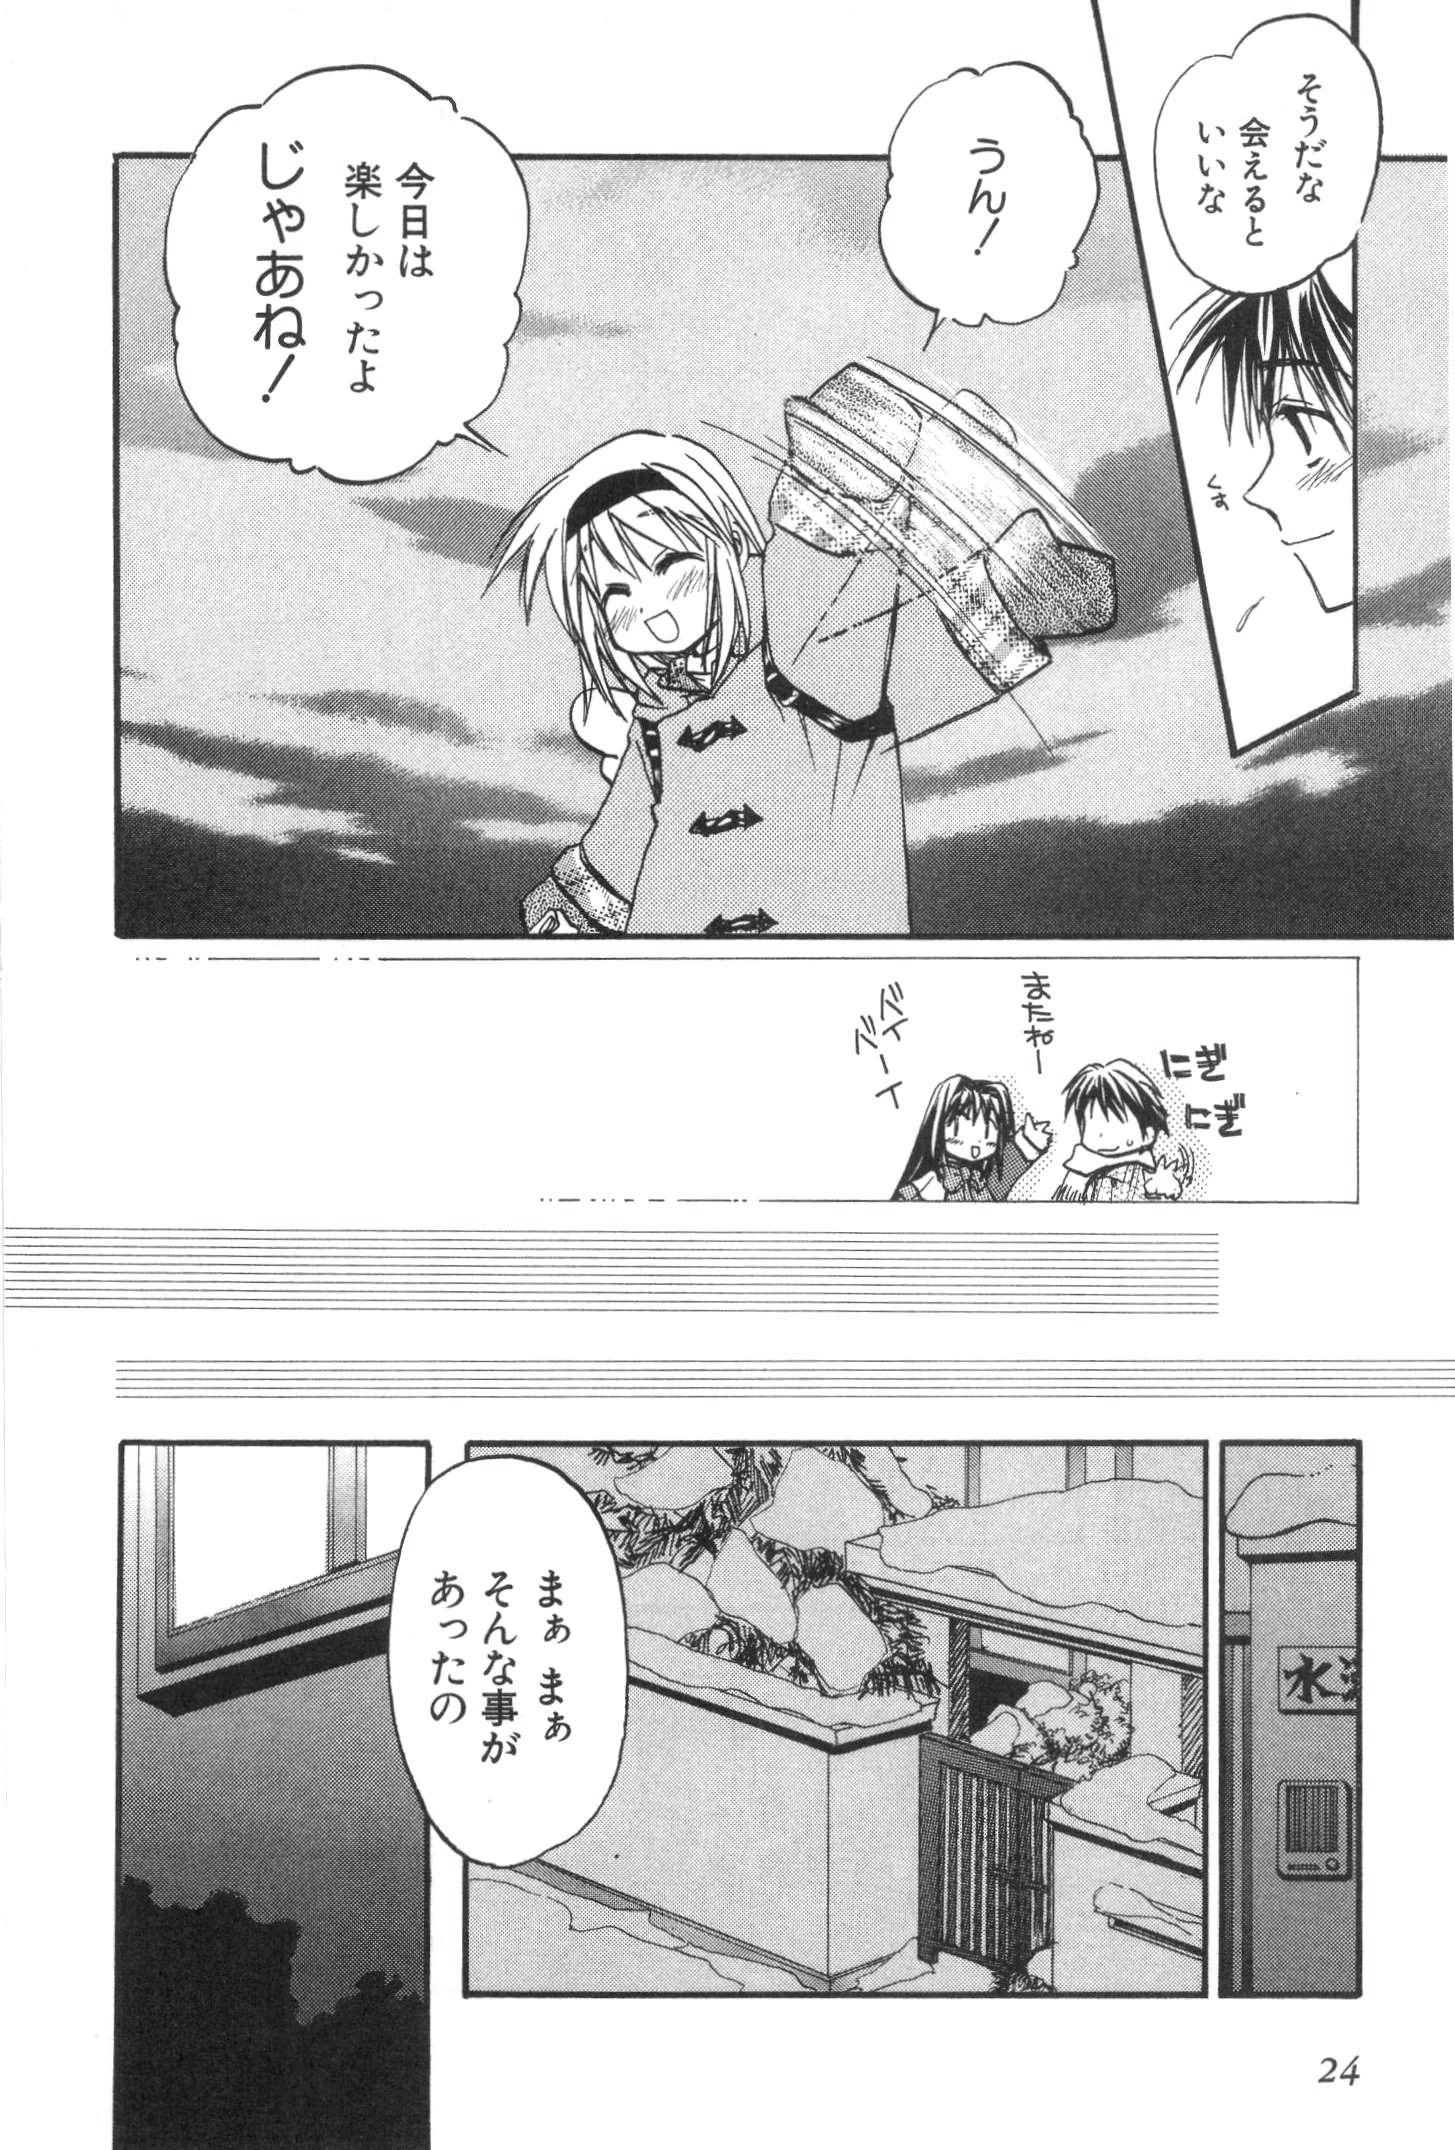 そうだな
会えると
いいな
くす
うん!
今日は
楽しかったよ
じゃあね!
にぎ
にぎ
またねー
バイ
バーイ
水
まぁ まぁ
そんな事が
あったの
24